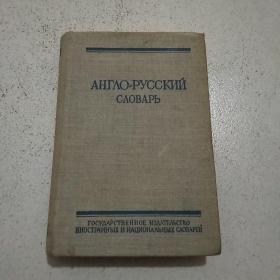 АНГЛО-РУССКИЙ
СЛОВАРЬ
ГОСУДАРСТВЕННОЕ ИЗДАТЕЛЬСТВО
ИНОСТРАННЫХ И НАЦИОНАЛЬНЫХ СЛОВАРЕЙ